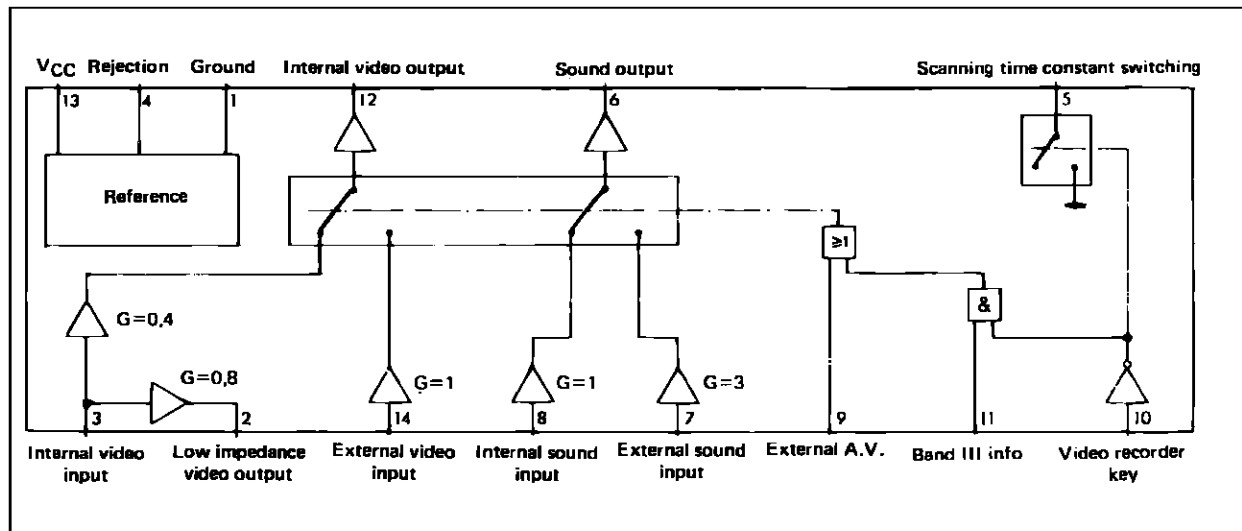 VCC Rejection Ground Internal video output Sound output Scanning time constant switching
13 4 1 12 6 5
Reference
≥1
&
G=0,4
G=0,8 G=1 G=1 G=3
3 2 14 8 7 9 11 10
Internal video input
Low impedance video output
External video input
Internal sound input
External sound input
External A.V.
Band III info
Video recorder key